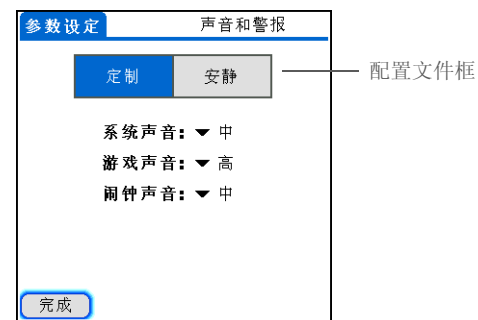 参数设定 声音和警报
定制 安静
配置文件框
系统声音: 中
游戏声音: 高
闹钟声音: 中
完成